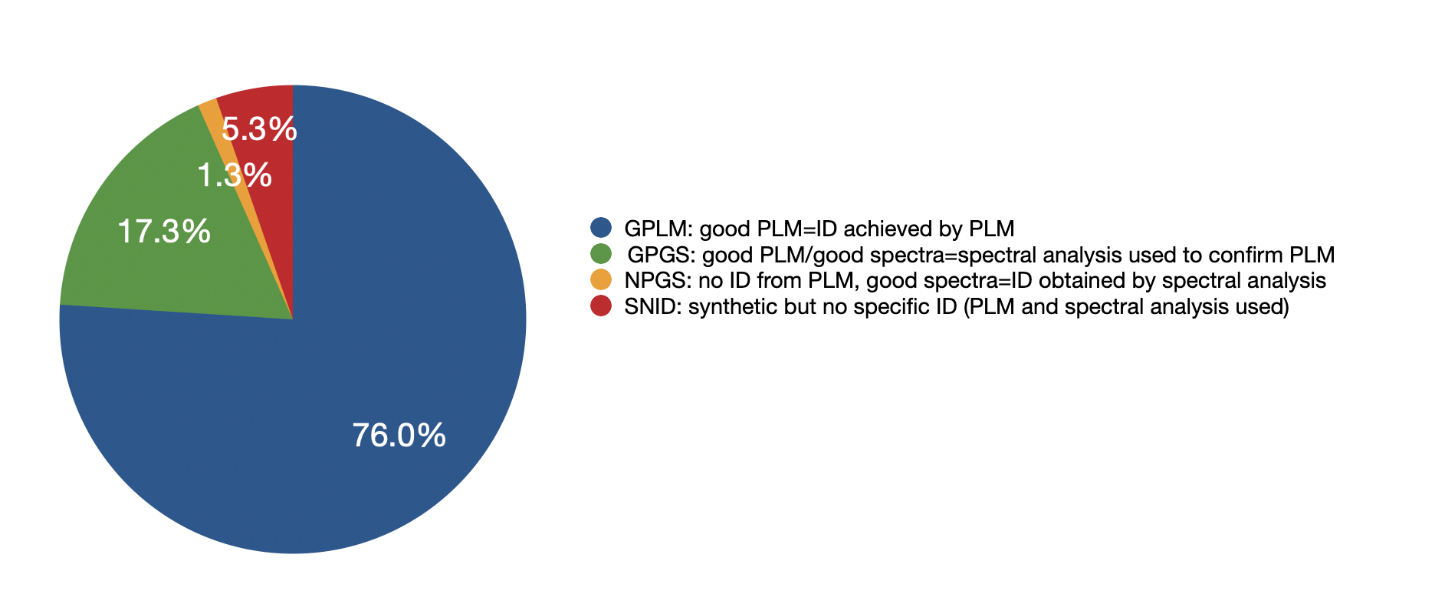 5.3%
1.3%
17.3%
76.0%
GPLM: good PLM=ID achieved by PLM
GPGS: good PLM/good spectra=spectral analysis used to confirm PLM
NPGS: no ID from PLM, good spectra=ID obtained by spectral analysis
SNID: synthetic but no specific ID (PLM and spectral analysis used)